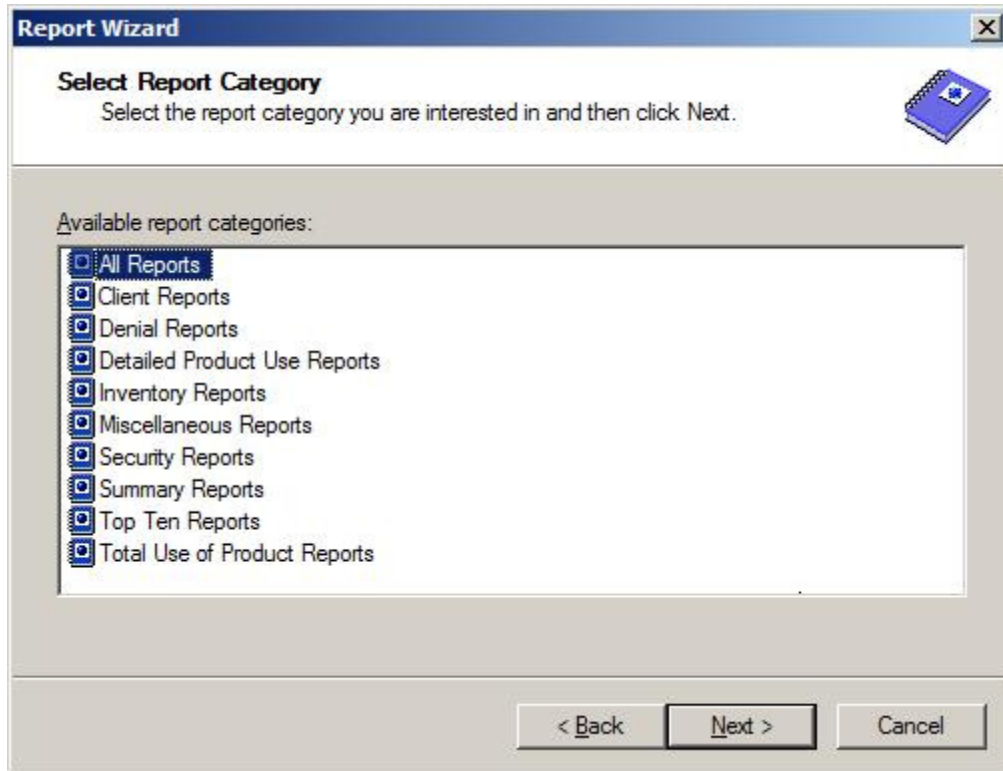 Report Wizard
Select Report Category
Select the report category you are interested in and then click Next.
Available report categories:
All Reports
Client Reports
Denial Reports
Detailed Product Use Reports
Inventory Reports
Miscellaneous Reports
Security Reports
Summary Reports
Top Ten Reports
Total Use of Product Reports
< Back
Next >
Cancel